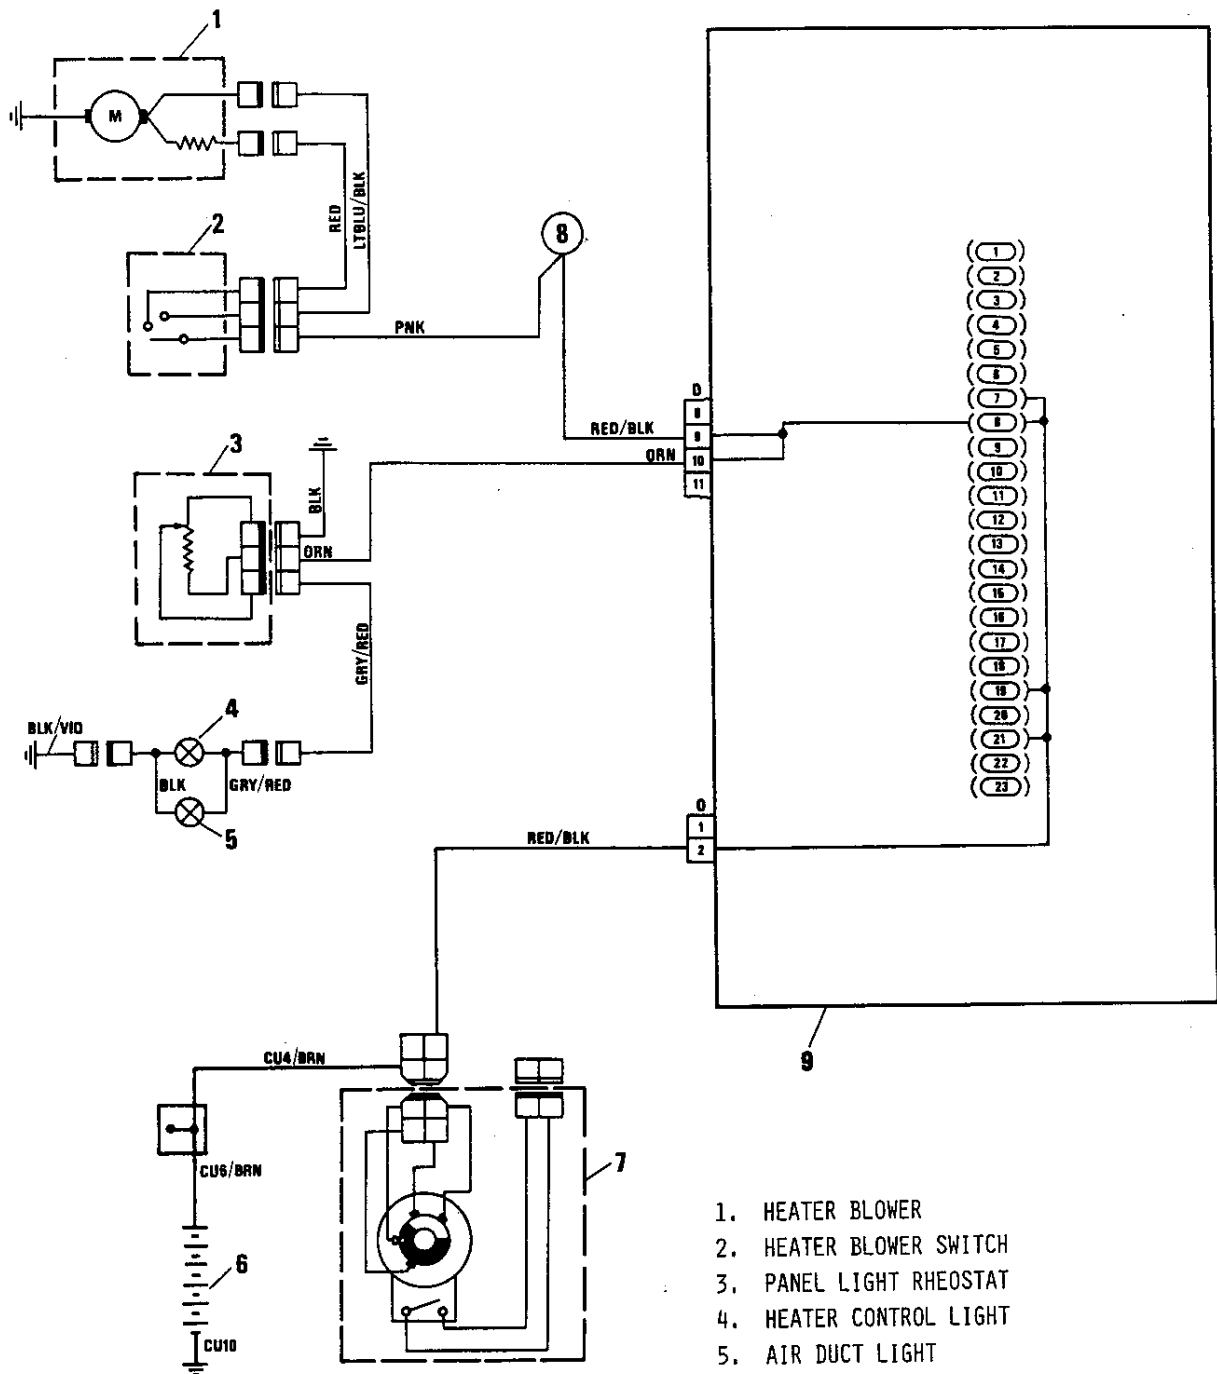 1
M
RED
LTBLU/BLK
2
8
PNK
D
8
9
10
11
RED/BLK
ORN
3
BLK
ORN
GRY/RED
4
BLK/VIO
BLK
GRY/RED
5
1
2
3
4
5
6
7
8
9
10
11
12
13
14
15
16
17
18
19
20
21
22
23
1
2
RED/BLK
9
CU4/BRN
CU6/BRN
6
CU10
7
1. HEATER BLOWER
2. HEATER BLOWER SWITCH
3. PANEL LIGHT RHEOSTAT
4. HEATER CONTROL LIGHT
5. AIR DUCT LIGHT